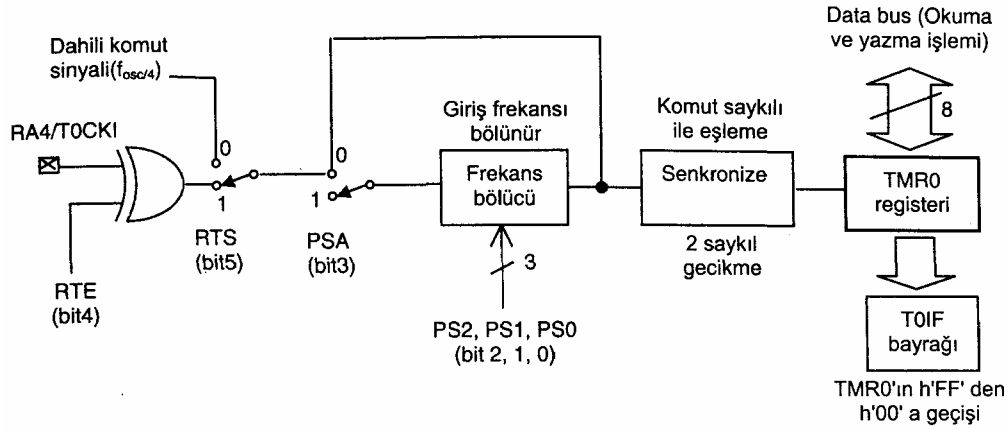 Dahili komut
sinyali(fosc/4)
RA4/T0CKI
0
1
RTS
(bit5)
RTE
(bit4)
0
1
PSA
(bit3)
Giriş frekansı
bölünür
Frekans
bölücü
3
PS2, PS1, PS0
(bit 2, 1, 0)
Komut saykılı
ile eşleme
Senkronize
2 saykıl
gecikme
Data bus (Okuma
ve yazma işlemi)
8
TMR0
registeri
T0IF
bayrağı
TMR0'ın h'FF' den
h'00' a geçişi